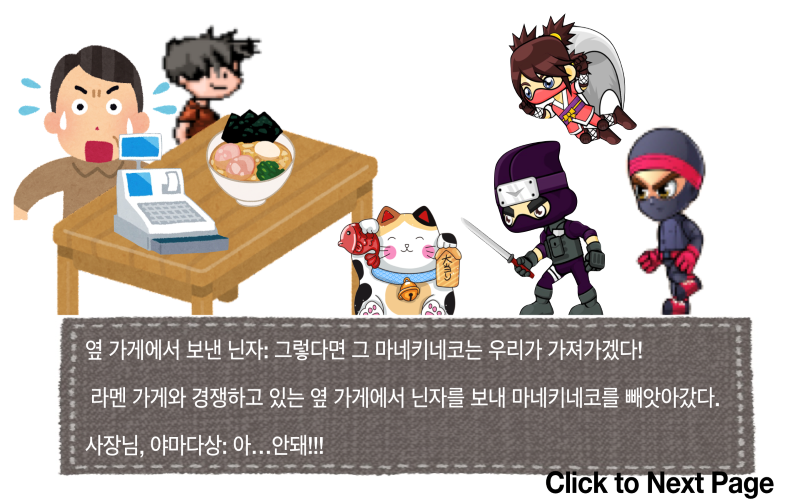 옆 가게에서 보낸 닌자: 그렇다면 그 마네키네코는 우리가 가져가겠다!
라멘 가게와 경쟁하고 있는 옆 가게에서 닌자를 보내 마네키네코를 빼앗아갔다.
사장님, 야마다상: 아…안돼!!!
Click to Next Page